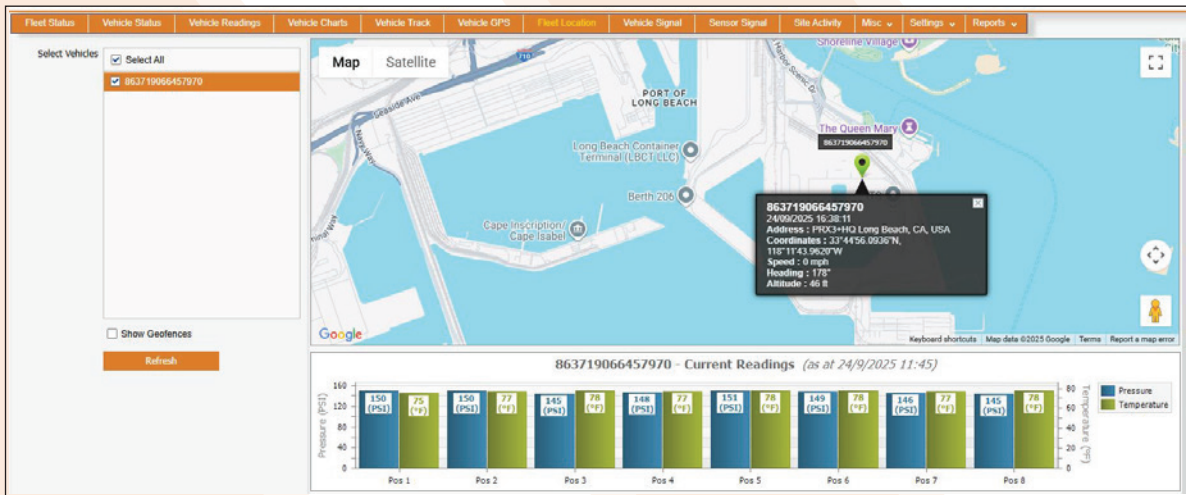 Fleet Status Vehicle Status Vehicle Readings Vehicle Charts Vehicle Track Vehicle GPS Fleet Location Vehicle Signal Sensor Signal Site Activity Misc Settings Reports
Select Vehicles
Select All
863719066457970
Show Geofences
Refresh
Map Satellite
710
Shoreline Village
Harbor Scenic Dr
Seaside Ave
Navy Way
PORT OF
LONG BEACH
The Queen Mary
863719066457970
Long Beach Container
Terminal (LBCT LLC)
Berth 206
Cape Inscription/
Cape Isabel
863719066457970
24/09/2025 16:38:11
Address : PRX3+HQ Long Beach, CA, USA
Coordinates : 33°44'56.0936"N,
118°11'43.9620"W
Speed : 0 mph
Heading : 178°
Altitude : 46 ft
Google
Keyboard shortcuts Map data ©2025 Google Terms Report a map error
863719066457970 - Current Readings (as at 24/9/2025 11:45)
Pressure (PSI)
160
120
80
40
0
150 (PSI) 75 (°F) 150 (PSI) 77 (°F) 145 (PSI) 78 (°F) 148 (PSI) 77 (°F) 151 (PSI) 78 (°F) 149 (PSI) 78 (°F) 146 (PSI) 77 (°F) 145 (PSI) 78 (°F)
Pos 1 Pos 2 Pos 3 Pos 4 Pos 5 Pos 6 Pos 7 Pos 8
80
60
40
20
0
Temperature (°F)
Pressure
Temperature